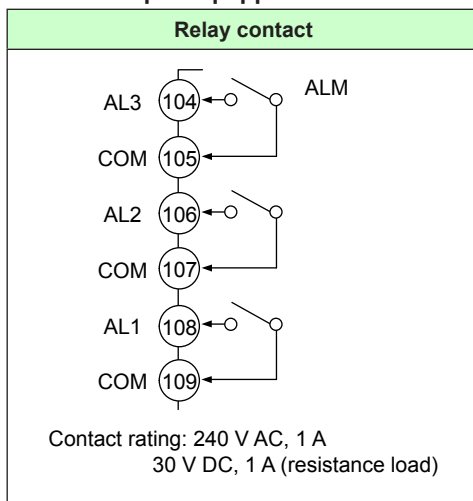 Relay contact
ALM
AL3 104
COM 105
AL2 106
COM 107
AL1 108
COM 109
Contact rating: 240 V AC, 1 A
30 V DC, 1 A (resistance load)